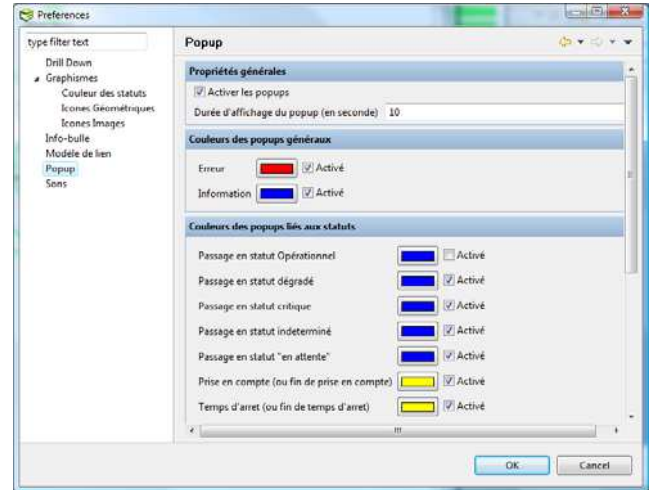 Preferences
type filter text
Drill Down
Graphismes
Couleur des statuts
Icones Géométriques
Icones Images
Info-bulle
Modèle de lien
Popup
Sons
Popup
Propriétés générales
Activer les popups
Durée d'affichage du popup (en seconde) 10
Couleurs des popups généraux
Erreur Activé
Information Activé
Couleurs des popups liés aux statuts
Passage en statut Opérationnel Activé
Passage en statut dégradé Activé
Passage en statut critique Activé
Passage en statut indeterminé Activé
Passage en statut "en attente" Activé
Prise en compte (ou fin de prise en compte) Activé
Temps d'arret (ou fin de temps d'arret) Activé
OK Cancel